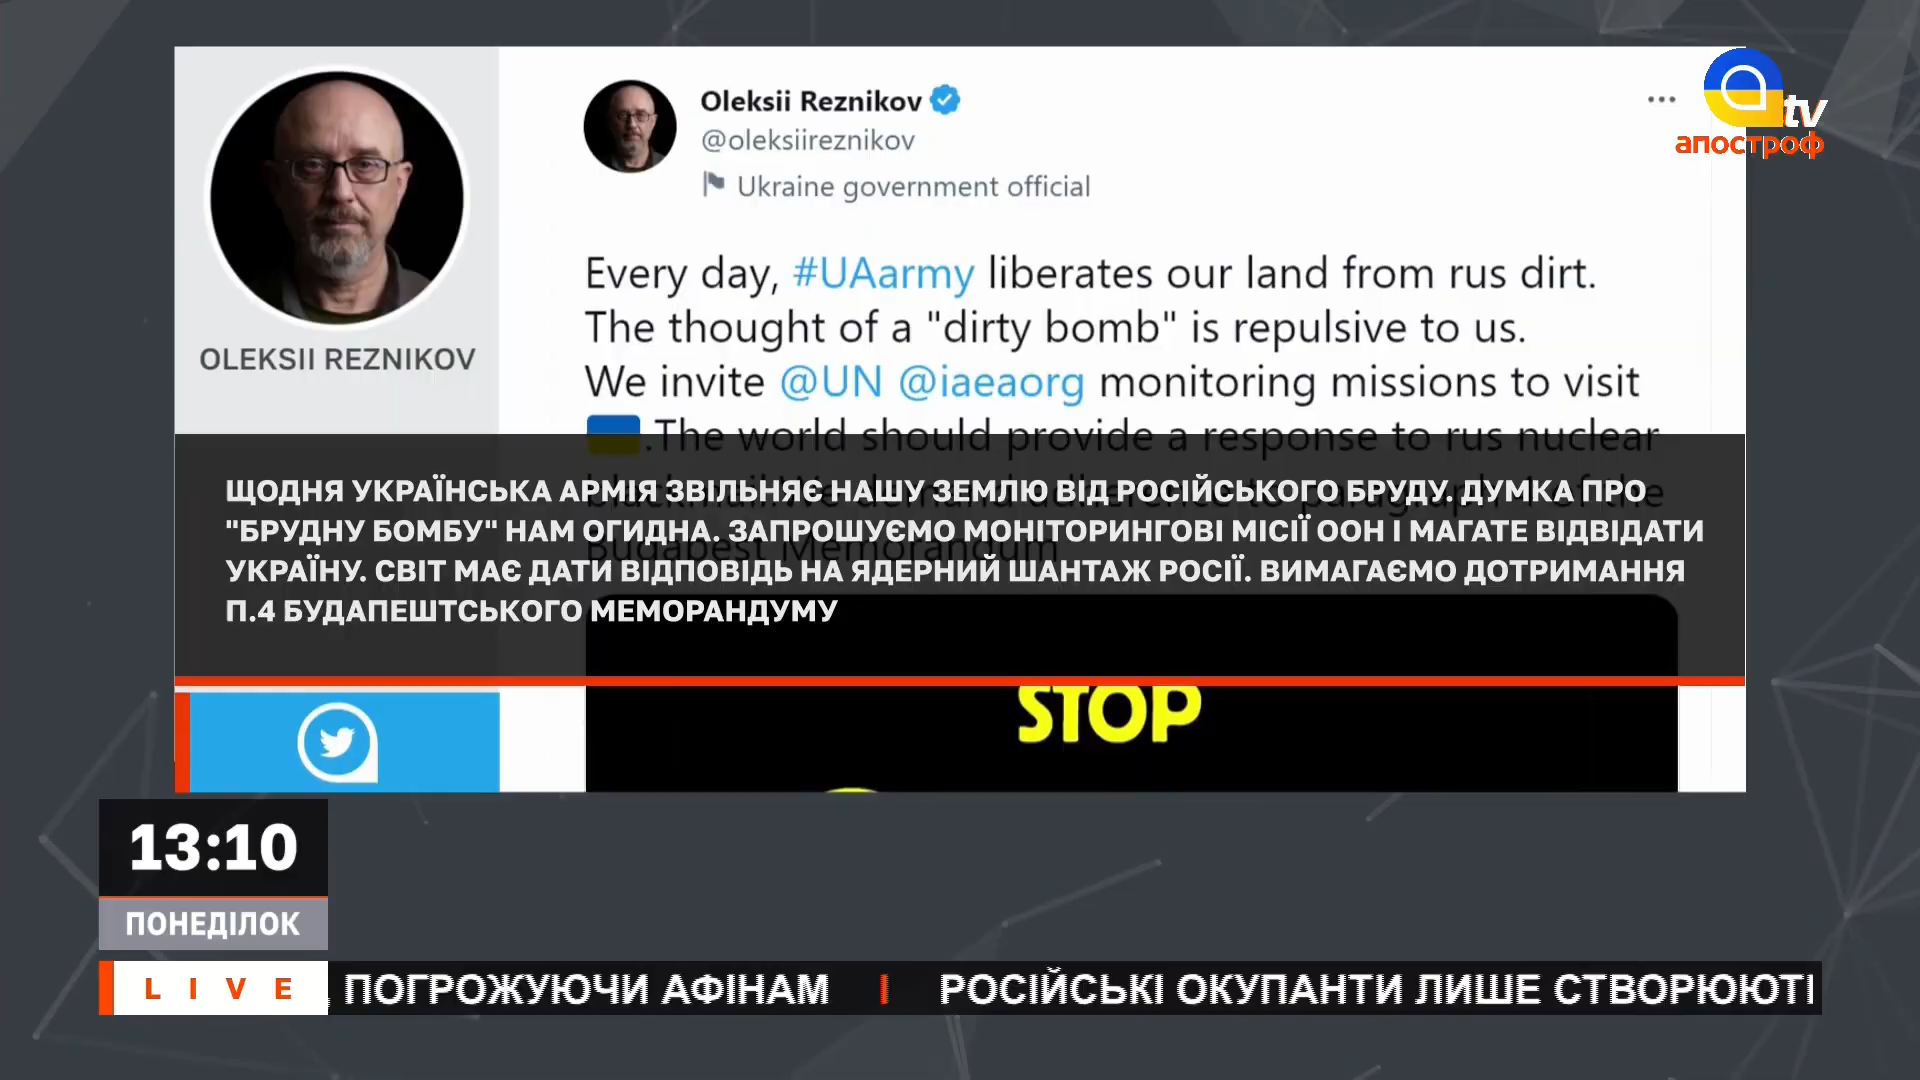 Oleksii Reznikov
@oleksiireznikov
Ukraine government official
tv
апостроф
OLEKSII REZNIKOV
Every day, #UAarmy liberates our land from rus dirt.
The thought of a "dirty bomb" is repulsive to us.
We invite @UN @iaeaorg monitoring missions to visit
.The world should provide a response to rus nuclear
of the
Budapest Memorandum
ЩОДНЯ УКРАЇНСЬКА АРМІЯ ЗВІЛЬНЯЄ НАШУ ЗЕМЛЮ ВІД РОСІЙСЬКОГО БРУДУ. ДУМКА ПРО
"БРУДНУ БОМБУ" НАМ ОГИДНА. ЗАПРОШУЄМО МОНІТОРИНГОВІ МІСІЇ ООН І МАГАТЕ ВІДВІДАТИ
УКРАЇНУ. СВІТ МАЄ ДАТИ ВІДПОВІДЬ НА ЯДЕРНИЙ ШАНТАЖ РОСІЇ. ВИМАГАЄМО ДОТРИМАННЯ
П.4 БУДАПЕШТСЬКОГО МЕМОРАНДУМУ
STOP
13:10
ПОНЕДІЛОК
LIVE
ПОГРОЖУЮЧИ АФІНАМ | РОСІЙСЬКІ ОКУПАНТИ ЛИШЕ СТВОРЮЮТ